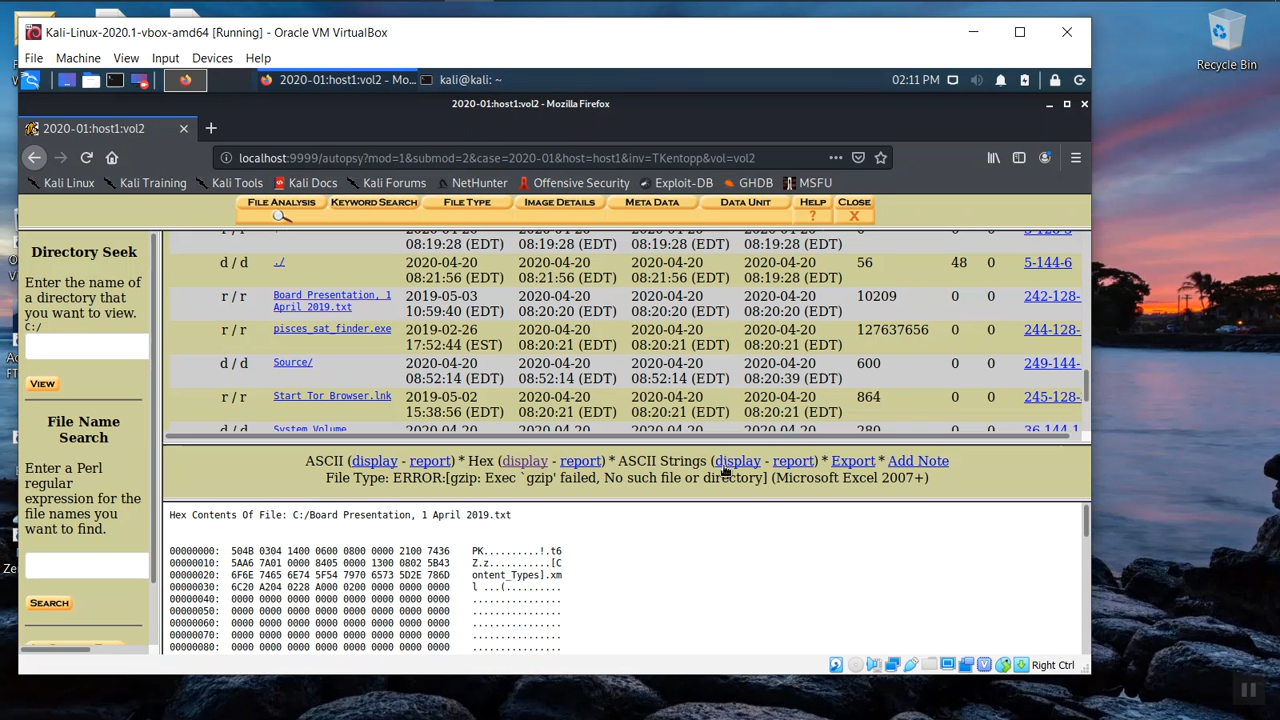 Kali-Linux-2020.1-vbox-amd64 [Running] - Oracle VM VirtualBox
File Machine View Input Devices Help
Recycle Bin
2020-01:host1:vol2 - Mo... kali@kali: ~ 02:11 PM
2020-01:host1:vol2 - Mozilla Firefox
2020-01:host1:vol2
localhost:9999/autopsy?mod=1&submod=2&case=2020-01&host=host1&inv=TKentopp&vol=vol2
Kali Linux Kali Training Kali Tools Kali Docs Kali Forums NetHunter Offensive Security Exploit-DB GHDB MSFU
FILE ANALYSIS KEYWORD SEARCH FILE TYPE IMAGE DETAILS META DATA DATA UNIT HELP CLOSE
? X
Directory Seek
Enter the name
of a directory that
you want to view.
C:/
VIEW
File Name
Search
Enter a Perl
regular
expression for the
file names you
want to find.
SEARCH
08:19:28 (EDT) 08:19:28 (EDT) 08:19:28 (EDT) 08:19:28 (EDT)
d / d ../ 2020-04-20 2020-04-20 2020-04-20 2020-04-20 56 48 0 5-144-6
08:21:56 (EDT) 08:21:56 (EDT) 08:21:56 (EDT) 08:19:28 (EDT)
r / r Board Presentation, 1 2019-05-03 2020-04-20 2020-04-20 2020-04-20 10209 0 0 242-128-
April 2019.txt 10:59:40 (EDT) 08:20:20 (EDT) 08:20:20 (EDT) 08:20:20 (EDT)
r / r pisces_sat_finder.exe 2019-02-26 2020-04-20 2020-04-20 2020-04-20 127637656 0 0 244-128-
17:52:44 (EST) 08:20:21 (EDT) 08:20:21 (EDT) 08:20:20 (EDT)
d / d Source/ 2020-04-20 2020-04-20 2020-04-20 2020-04-20 600 0 0 249-144-
08:52:14 (EDT) 08:52:14 (EDT) 08:52:14 (EDT) 08:20:39 (EDT)
r / r Start Tor Browser.lnk 2019-05-02 2020-04-20 2020-04-20 2020-04-20 864 0 0 245-128-
15:38:56 (EDT) 08:20:21 (EDT) 08:20:21 (EDT) 08:20:21 (EDT)
d / d System Volume 2020-04-20 2020-04-20 2020-04-20 2020-04-20 280 0 0 36-144-1
ASCII (display - report) * Hex (display - report) * ASCII Strings (display - report) * Export * Add Note
File Type: ERROR:[gzip: Exec `gzip' failed, No such file or directory] (Microsoft Excel 2007+)
Hex Contents Of File: C:/Board Presentation, 1 April 2019.txt
00000000: 504B 0304 1400 0600 0800 0000 2100 7436 PK..........!.t6
00000010: 5AA6 7A01 0000 8405 0000 1300 0802 5B43 Z.z...........[C
00000020: 6F6E 7465 6E74 5F54 7970 6573 5D2E 786D ontent_Types].xm
00000030: 6C20 A204 0228 A000 0200 0000 0000 0000 l ...(..........
00000040: 0000 0000 0000 0000 0000 0000 0000 0000 ................
00000050: 0000 0000 0000 0000 0000 0000 0000 0000 ................
00000060: 0000 0000 0000 0000 0000 0000 0000 0000 ................
00000070: 0000 0000 0000 0000 0000 0000 0000 0000 ................
00000080: 0000 0000 0000 0000 0000 0000 0000 0000 ................
Right Ctrl